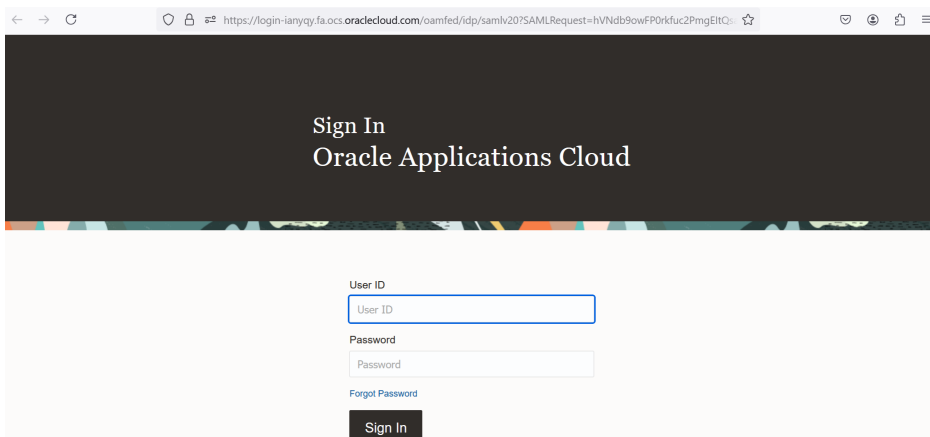 https://login-ianyqy.fa.ocs.oraclecloud.com/oamfed/idp/samlv20?SAMLRequest=hVNdb9owFP0rkfuc2PmgEItQs
Sign In
Oracle Applications Cloud
User ID
User ID
Password
Password
Forgot Password
Sign In